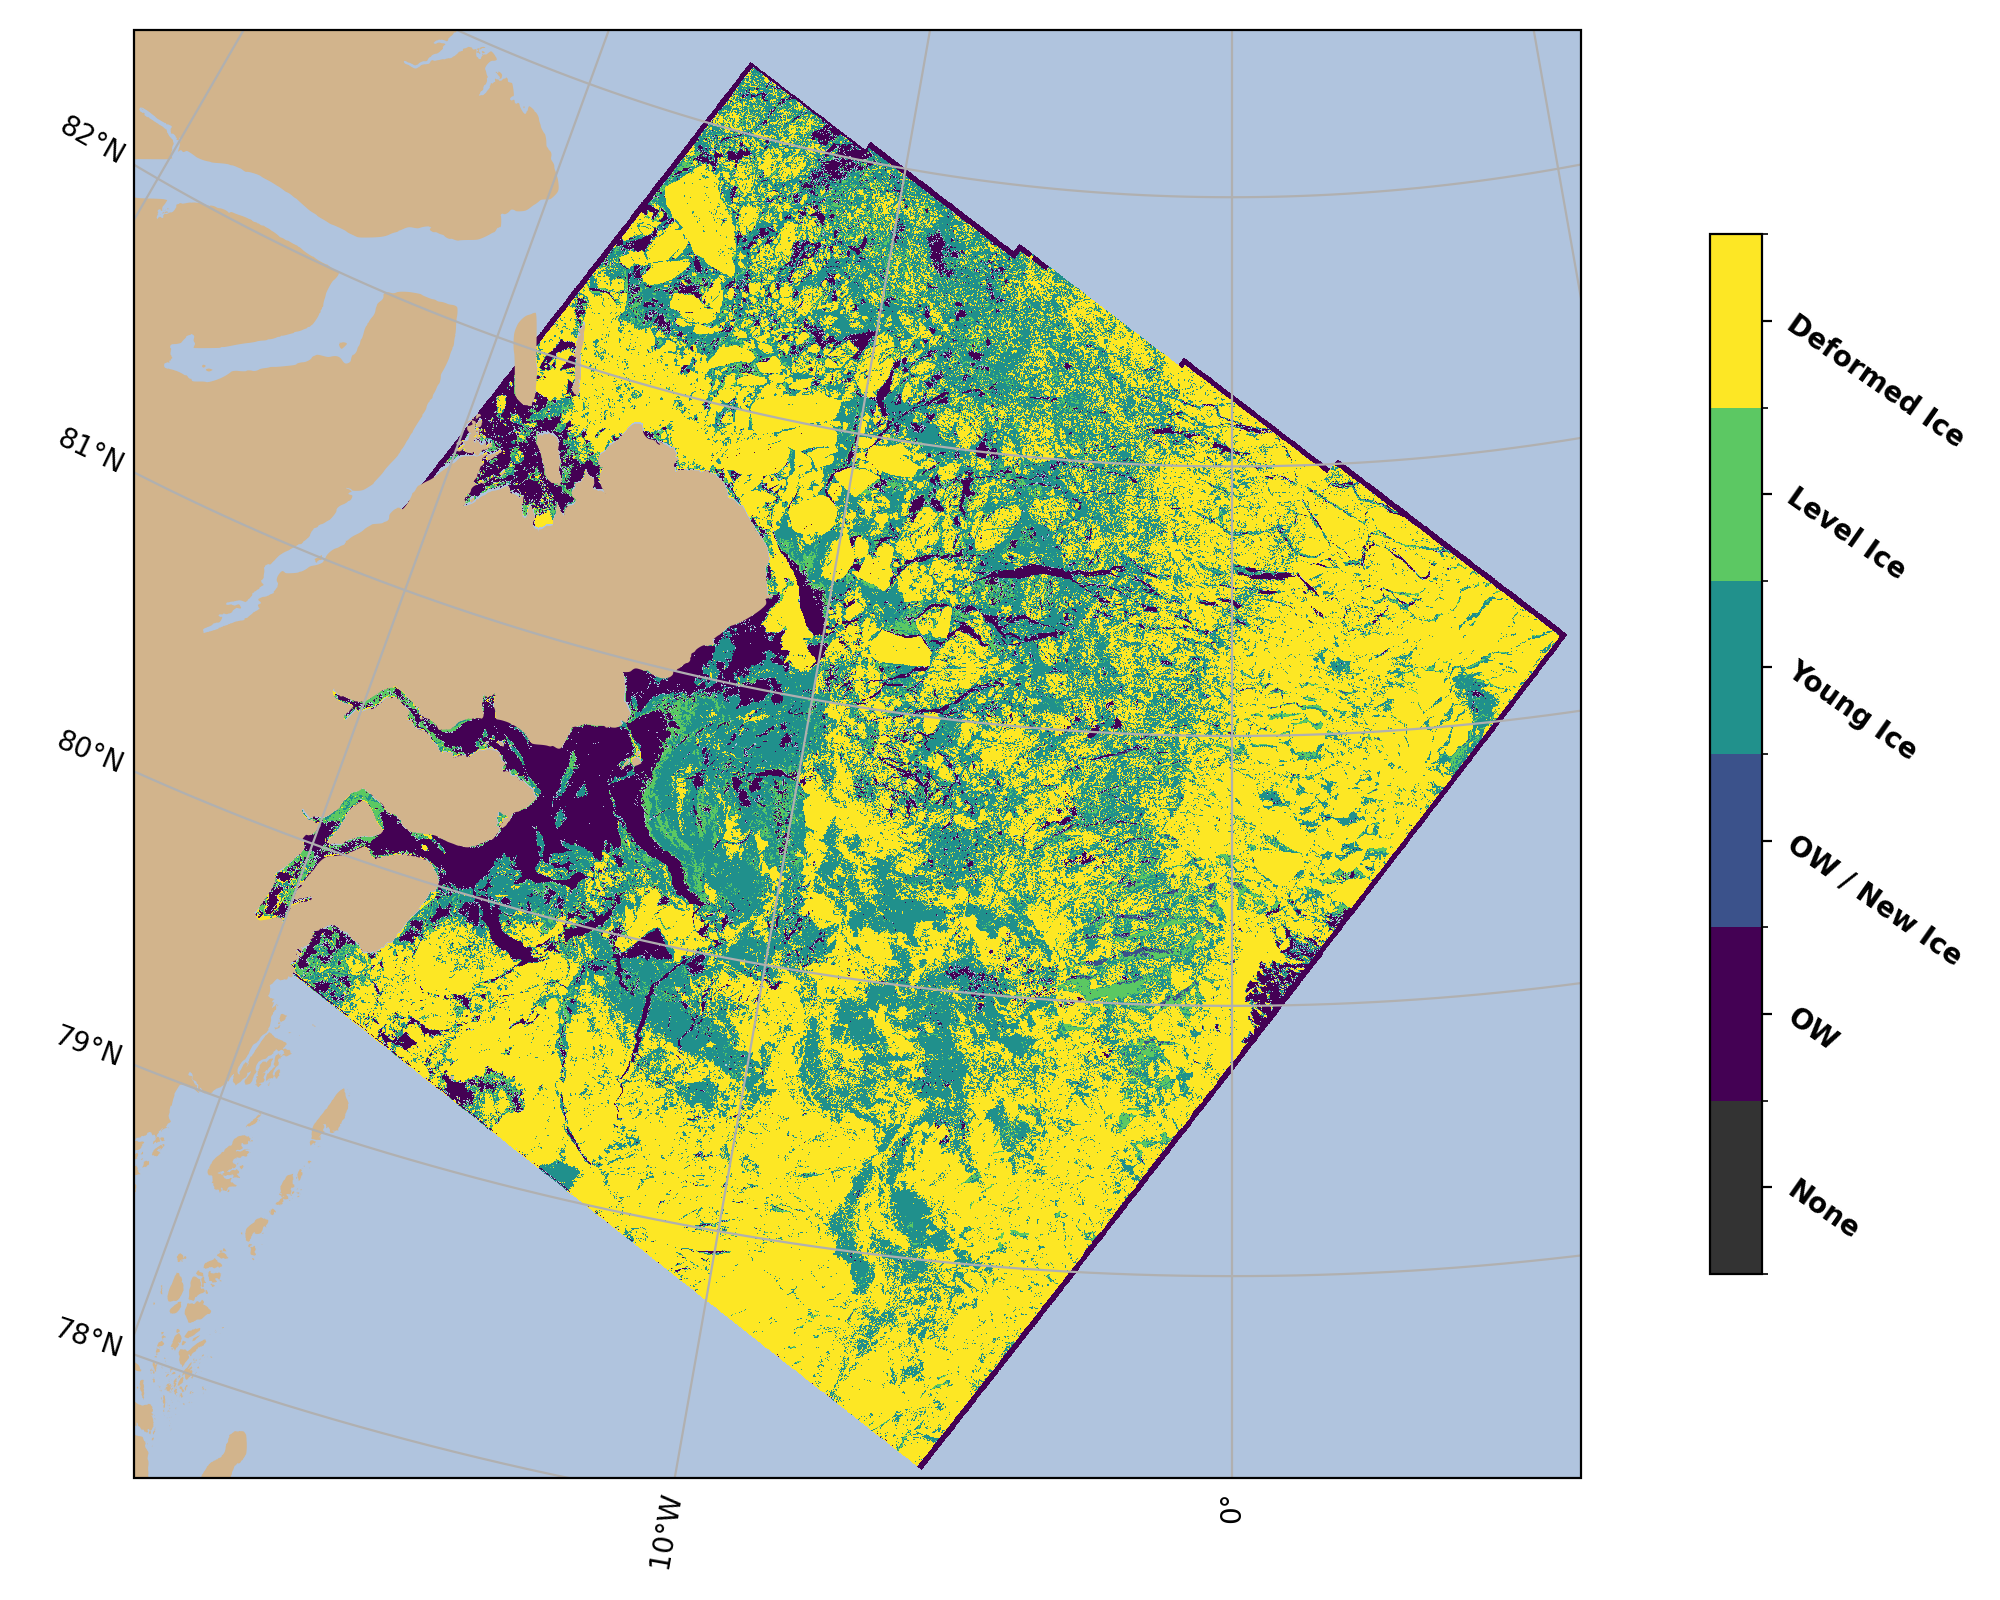 82°N
81°N
80°N
79°N
78°N
10°W
0°
Deformed Ice
Level Ice
Young Ice
OW / New Ice
OW
None